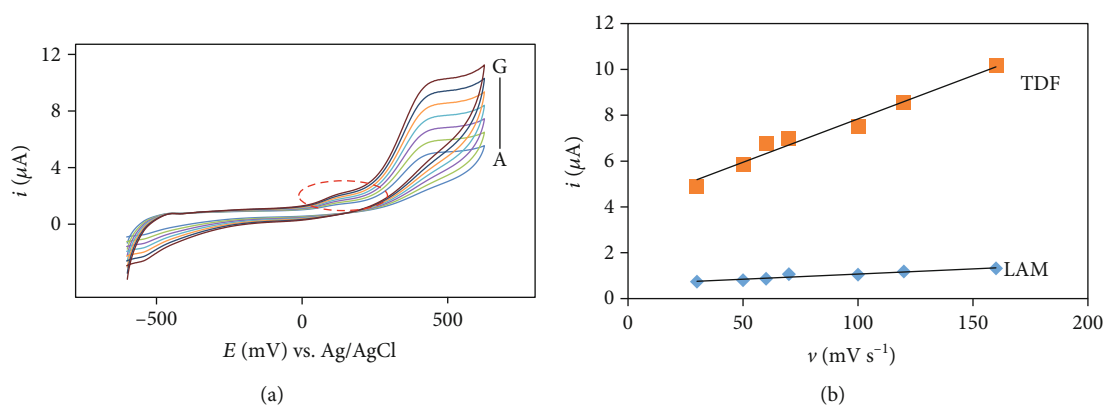 12
8
4
0
i (μA)
G
A
−500
0
500
E (mV) vs. Ag/AgCl
(a)
12
10
8
6
4
2
0
i (μA)
TDF
LAM
0
50
100
150
200
ν (mV s⁻¹)
(b)